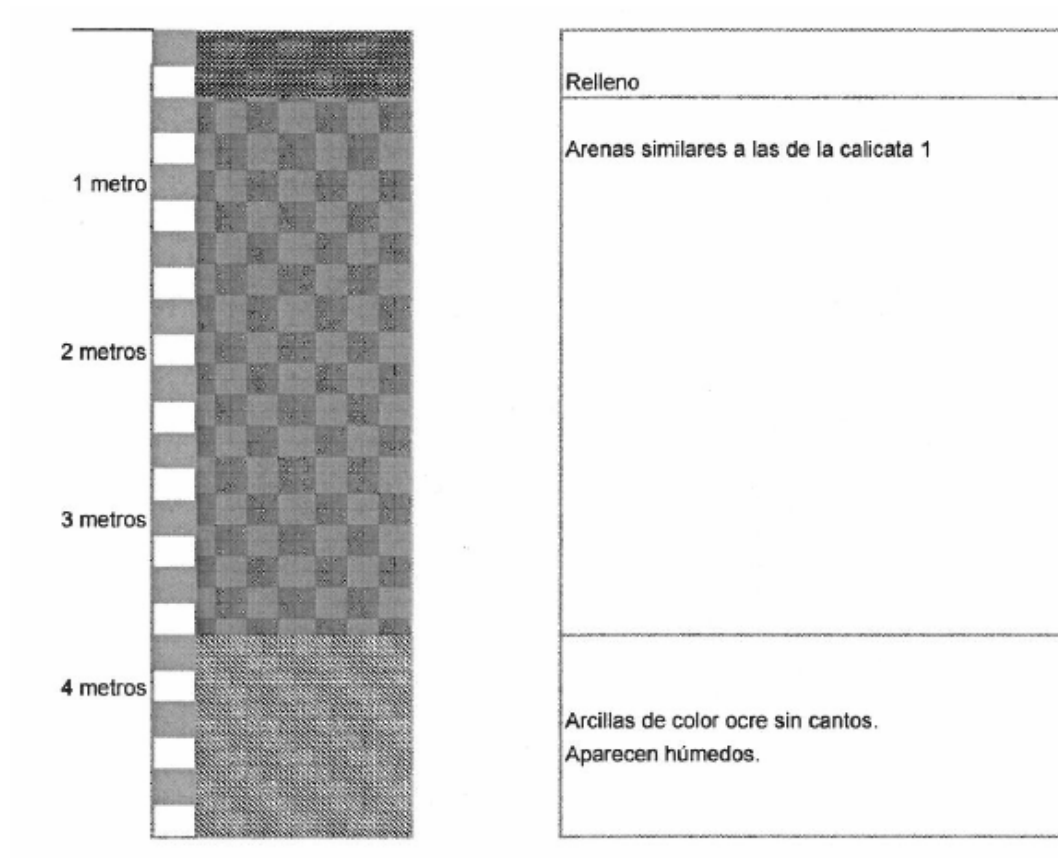 Relleno
Arenas similares a las de la calicata 1
1 metro
2 metros
3 metros
4 metros
Arcillas de color ocre sin cantos.
Aparecen húmedos.